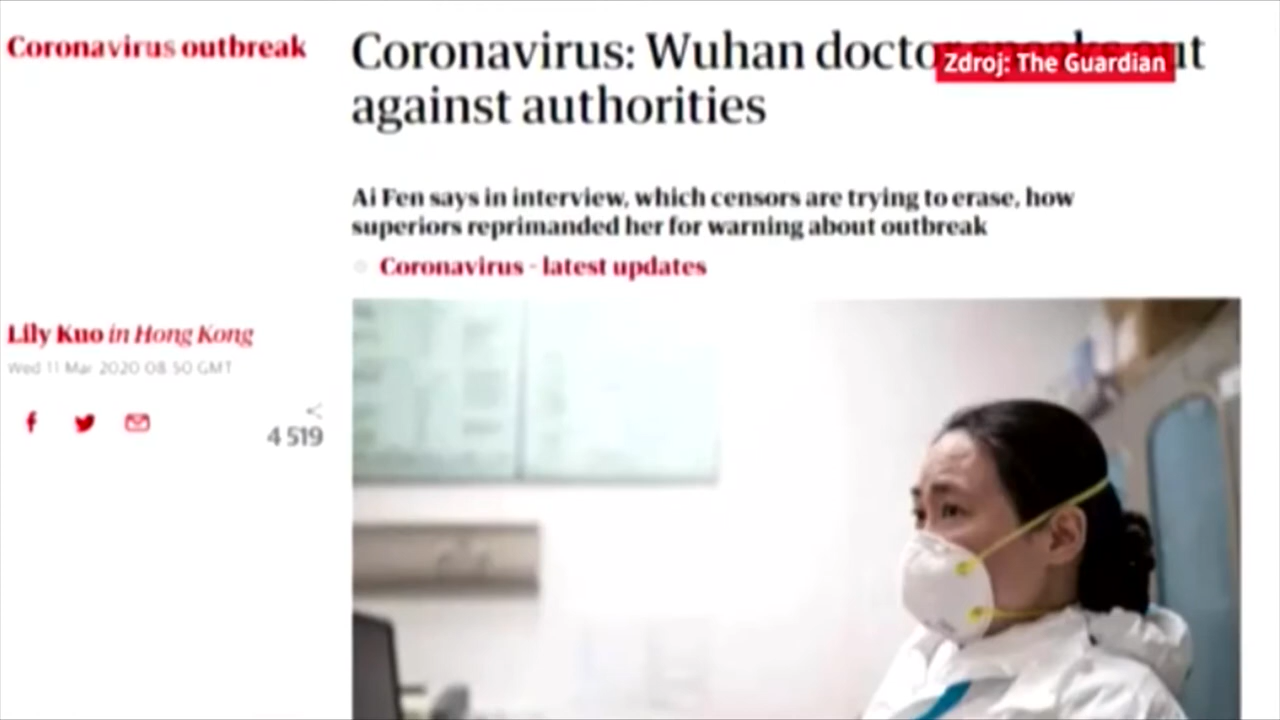 Coronavirus outbreak
Coronavirus: Wuhan
against authorities
Zdroj: The Guardian
Ai Fen says in interview, which censors are trying to erase, how
superiors reprimanded her for warning about outbreak
Coronavirus - latest updates
Lily Kuo in Hong Kong
Wed 11 Mar 2020 08.50 GMT
4 519